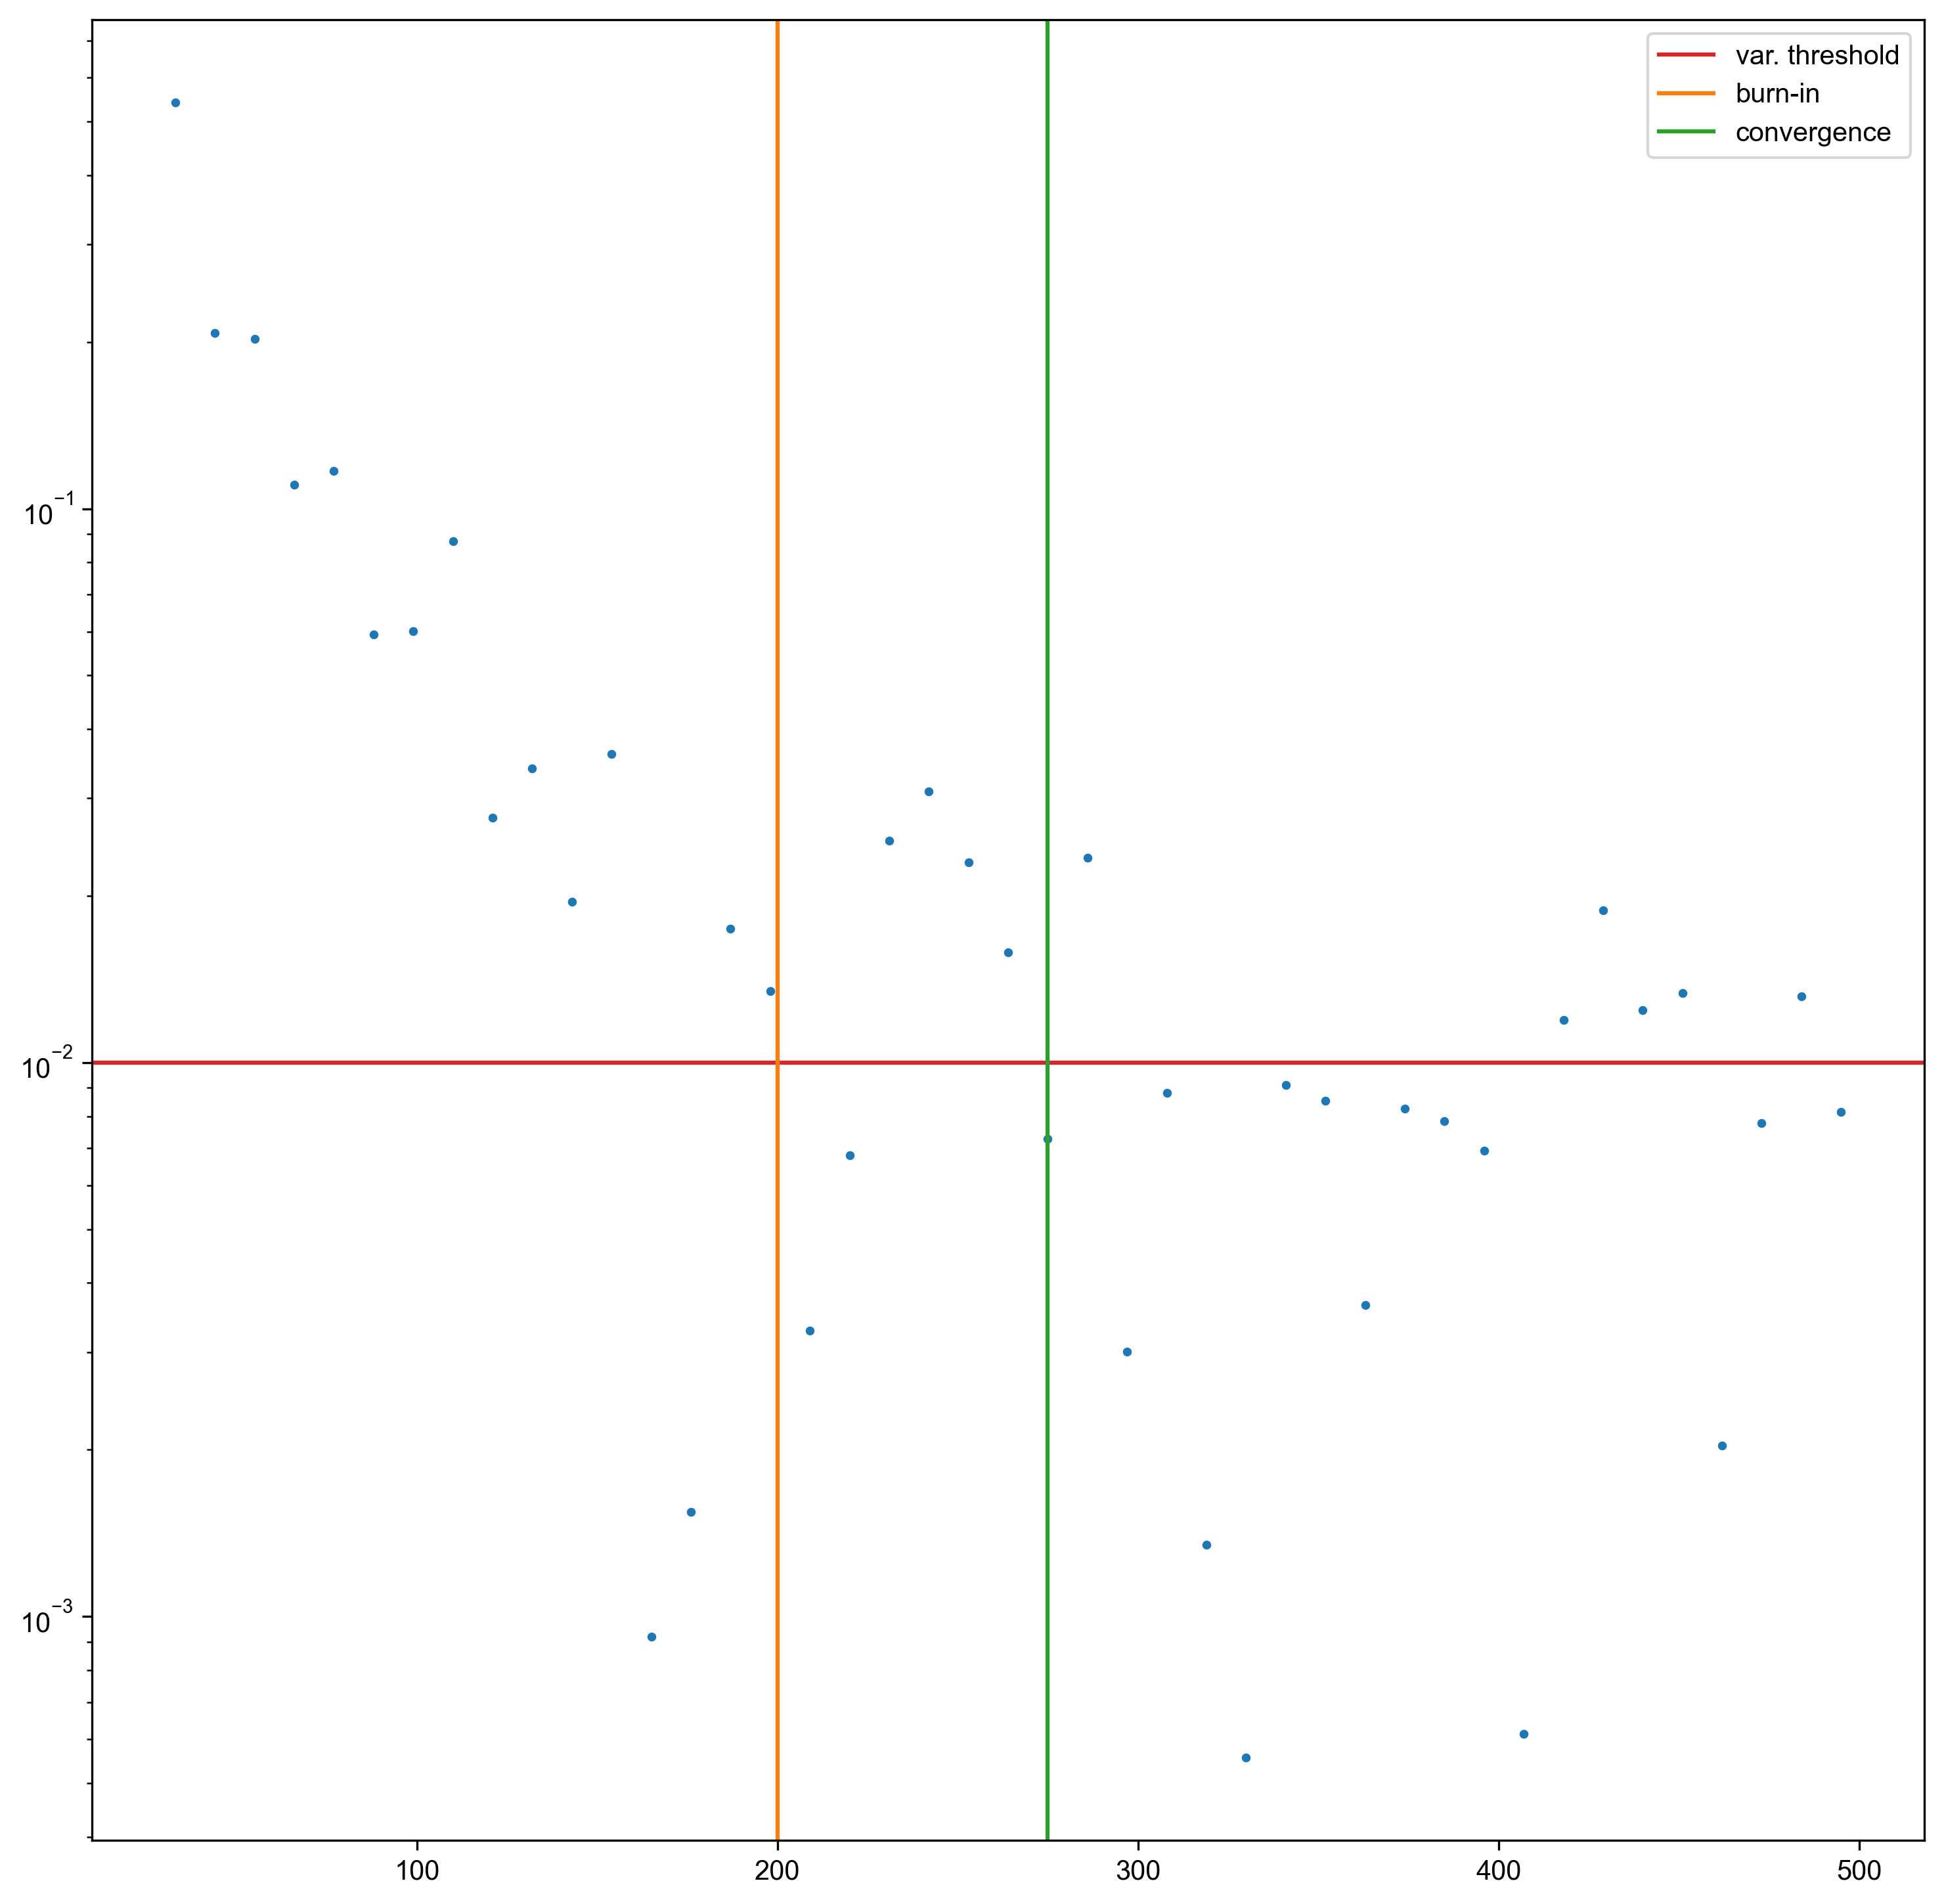 var. threshold
burn-in
convergence
10⁻¹
10⁻²
10⁻³
100 200 300 400 500